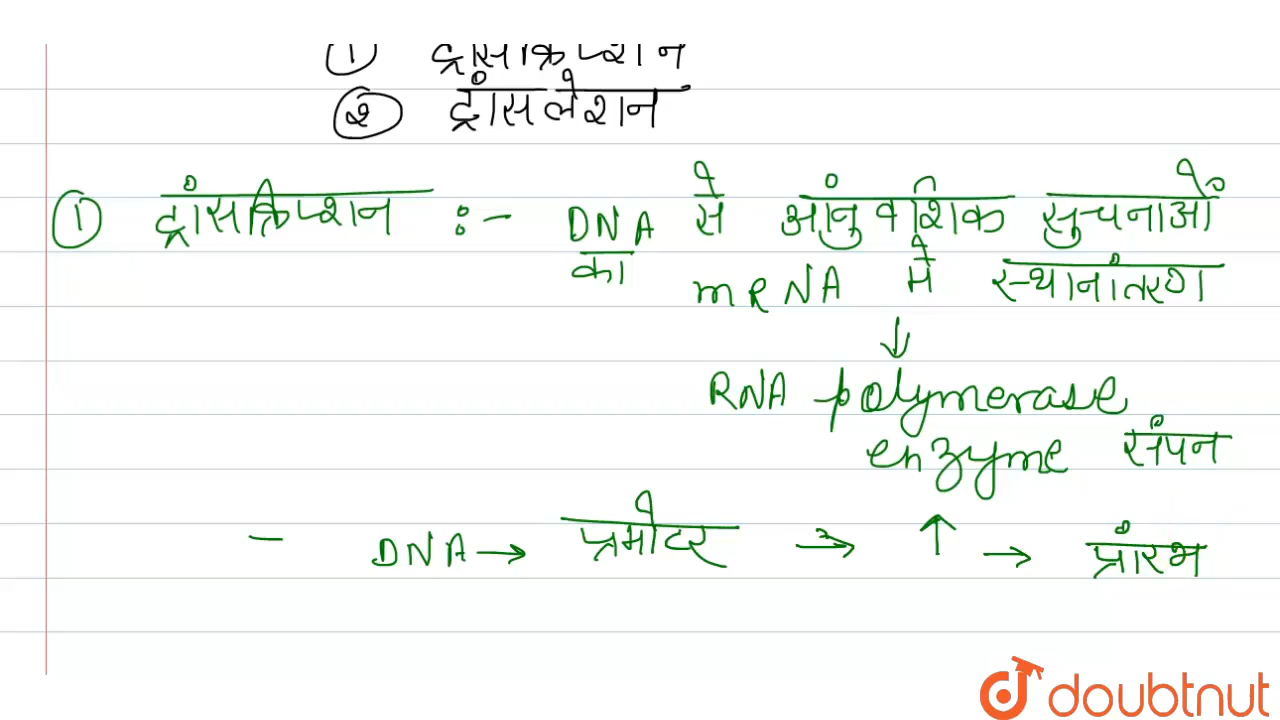 ① ट्रांसक्रिप्शन
② ट्रांसलेशन
① ट्रांसक्रिप्शन :- DNA से आंनुवंशिक सुचनाओं
का mRNA में स्थानांतरण
↓
RNA polymerase
enzyme संपन
- DNA → प्रमोटर → ↑ → प्रांरभ
doubtnut